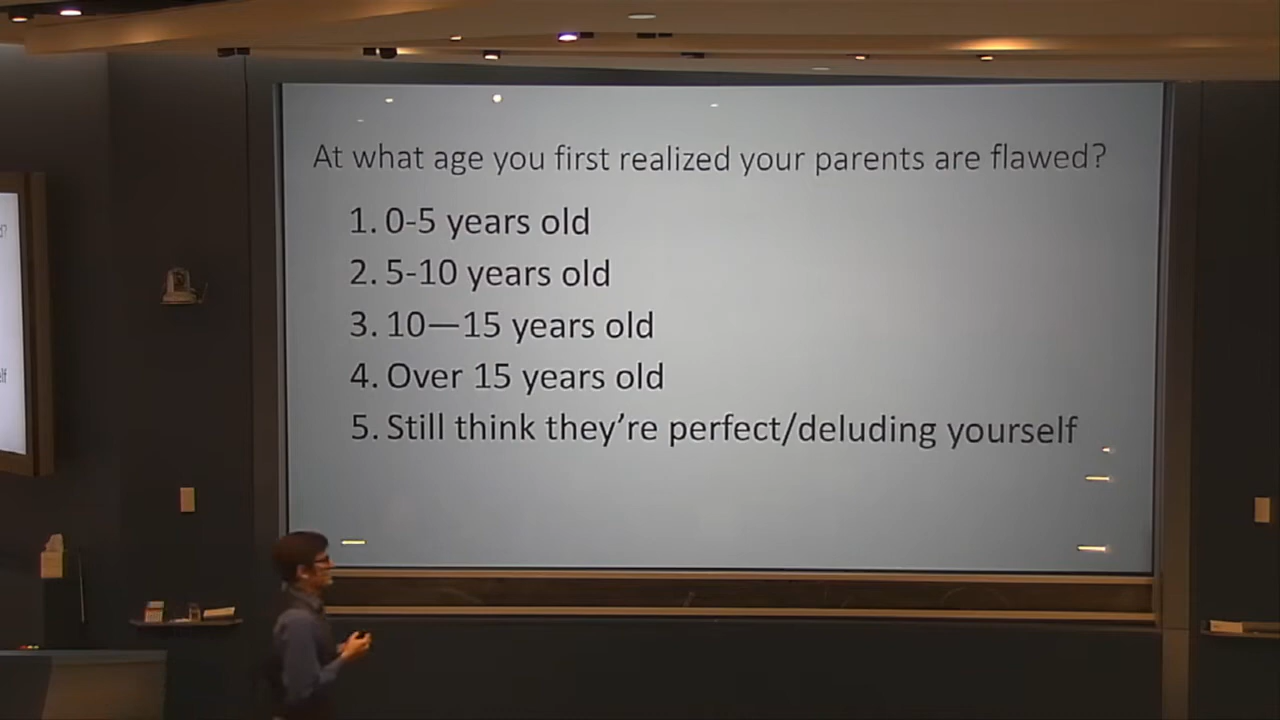 At what age you first realized your parents are flawed?
1. 0-5 years old
2. 5-10 years old
3. 10—15 years old
4. Over 15 years old
5. Still think they’re perfect/deluding yourself